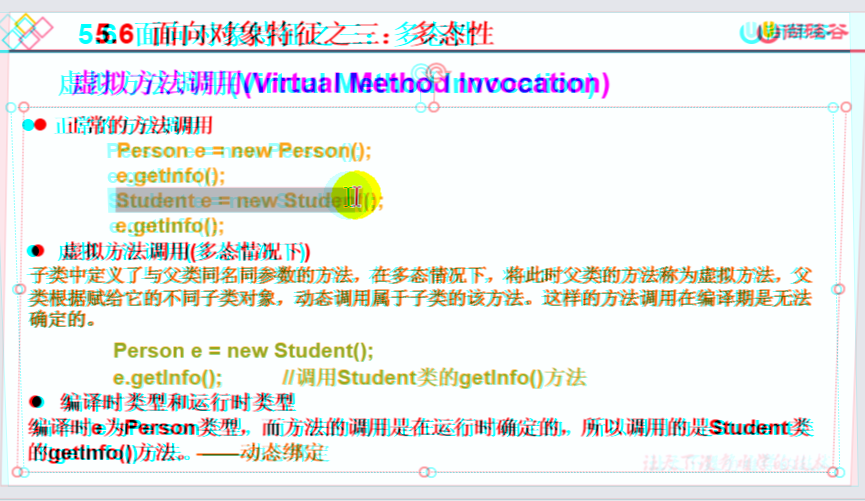 5.6 面向对象特征之三：多态性
尚硅谷
虚拟方法调用(Virtual Method Invocation)
正常的方法调用
Person e = new Person();
e.getInfo();
Student e = new Student();
e.getInfo();
虚拟方法调用(多态情况下)
子类中定义了与父类同名同参数的方法，在多态情况下，将此时父类的方法称为虚拟方法，父
类根据赋给它的不同子类对象，动态调用属于子类的该方法。这样的方法调用在编译期是无法
确定的。
Person e = new Student();
e.getInfo(); //调用Student类的getInfo()方法
编译时类型和运行时类型
编译时e为Person类型，而方法的调用是在运行时确定的，所以调用的是Student类
的getInfo()方法。——动态绑定
让天下没有难学的技术